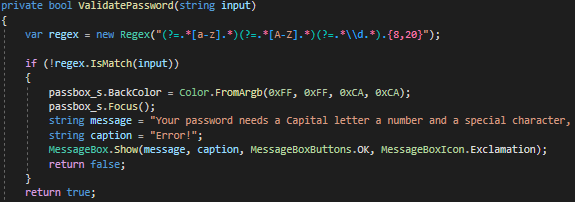 private bool ValidatePassword(string input)
{
var regex = new Regex("(?=.*[a-z].*)(?=.*[A-Z].*)(?=.*\\d.*).{8,20}");
if (!regex.IsMatch(input))
{
passbox_s.BackColor = Color.FromArgb(0xFF, 0xFF, 0xCA, 0xCA);
passbox_s.Focus();
string message = "Your password needs a Capital letter a number and a special character,
string caption = "Error!";
MessageBox.Show(message, caption, MessageBoxButtons.OK, MessageBoxIcon.Exclamation);
return false;
}
return true;